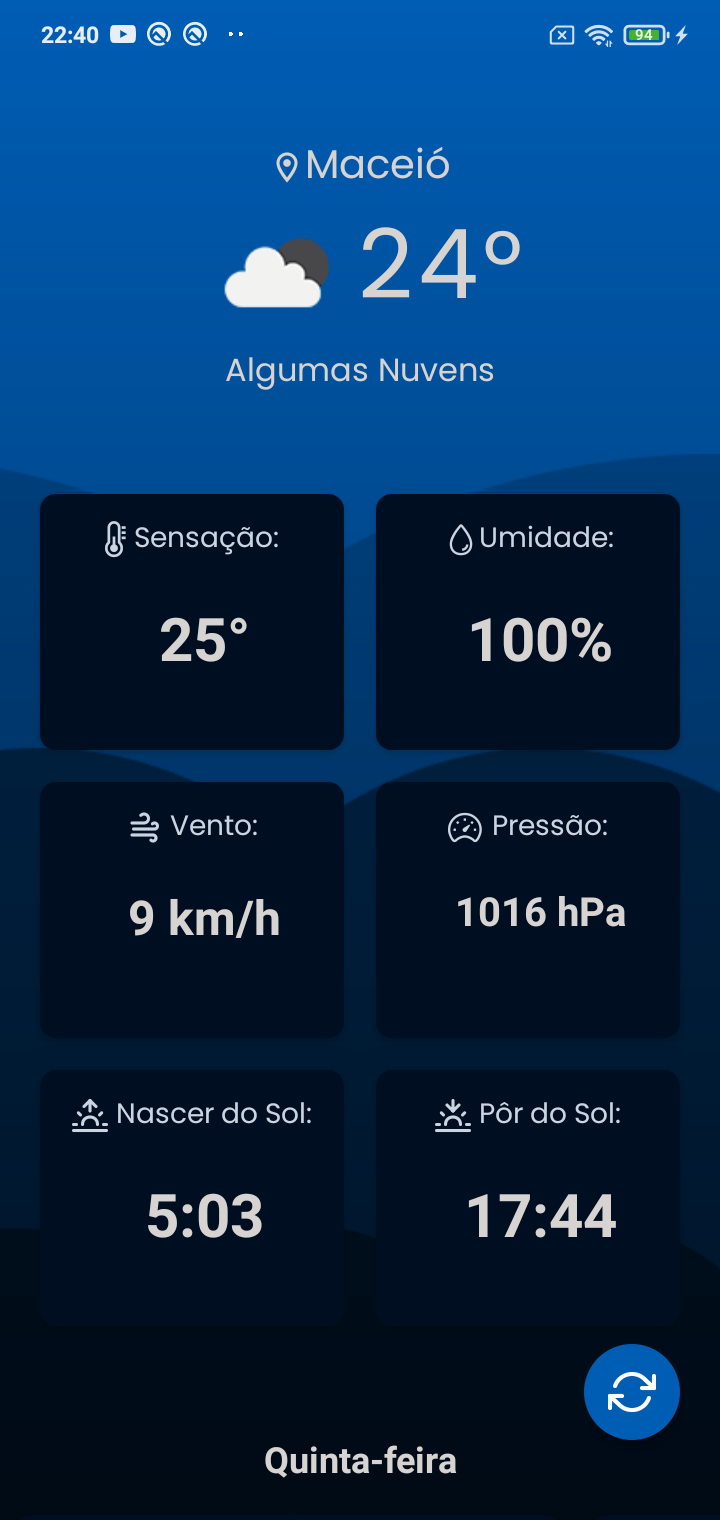 22:40
94
Maceió
24°
Algumas Nuvens
Sensação:
Umidade:
25°
100%
Vento:
Pressão:
9 km/h
1016 hPa
Nascer do Sol:
Pôr do Sol:
5:03
17:44
Quinta-feira